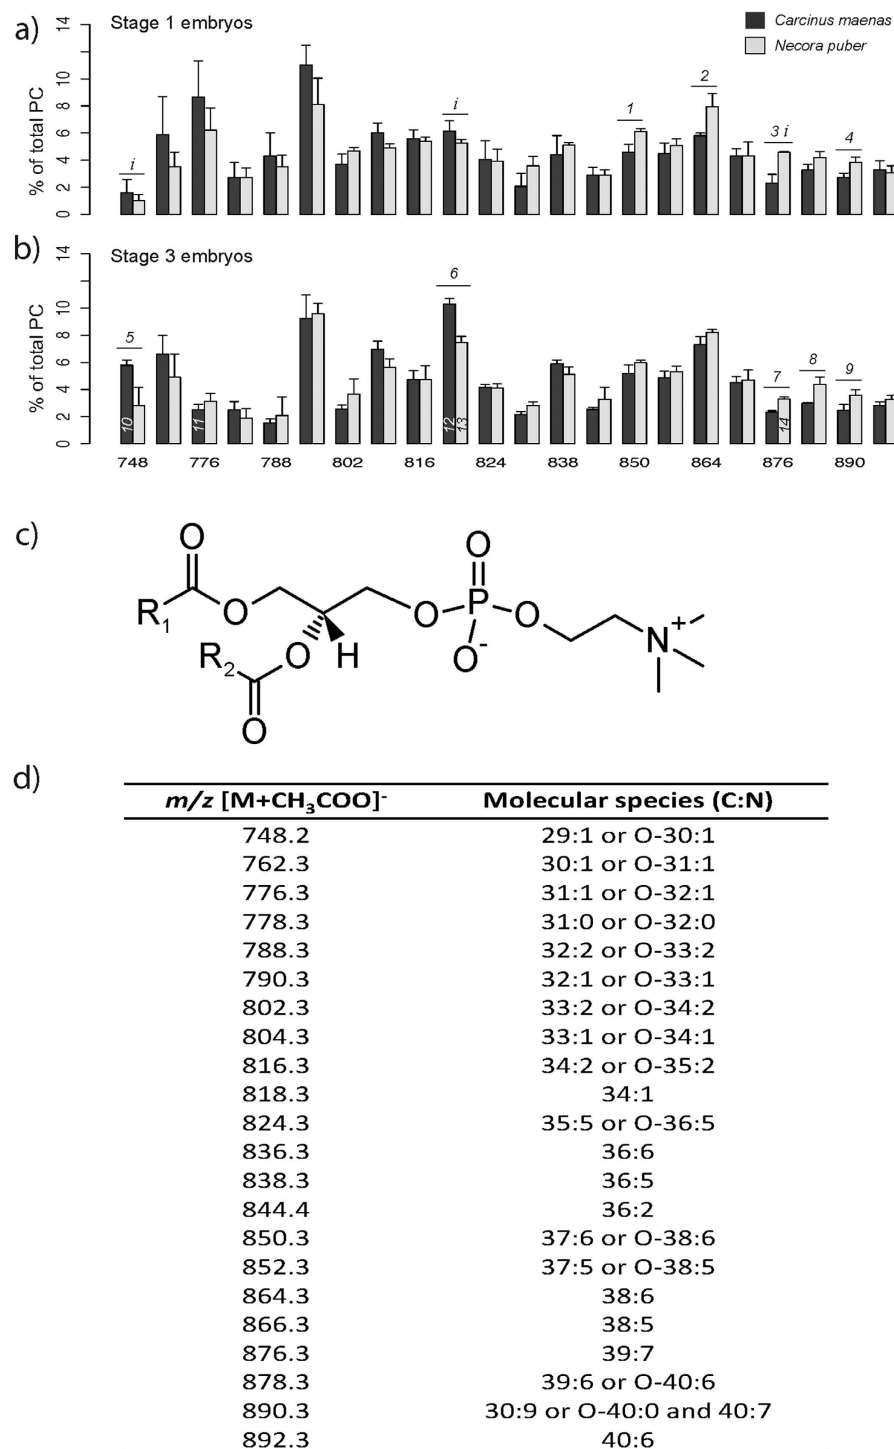 a)
Stage 1 embryos
Carcinus maenas
Necora puber
% of total PC
14
10
8
6
4
2
0
i
i
1
2
3 i
4
b)
Stage 3 embryos
% of total PC
14
10
8
6
4
2
0
5
6
7
8
9
10
11
12
13
14
748 776 788 802 816 824 838 850 864 876 890
c)
O
R1
O
R2
O
H
O
O
P
O
O-
O
N+
d)
m/z [M+CH3COO]- Molecular species (C:N)
748.2 29:1 or O-30:1
762.3 30:1 or O-31:1
776.3 31:1 or O-32:1
778.3 31:0 or O-32:0
788.3 32:2 or O-33:2
790.3 32:1 or O-33:1
802.3 33:2 or O-34:2
804.3 33:1 or O-34:1
816.3 34:2 or O-35:2
818.3 34:1
824.3 35:5 or O-36:5
836.3 36:6
838.3 36:5
844.4 36:2
850.3 37:6 or O-38:6
852.3 37:5 or O-38:5
864.3 38:6
866.3 38:5
876.3 39:7
878.3 39:6 or O-40:6
890.3 30:9 or O-40:0 and 40:7
892.3 40:6